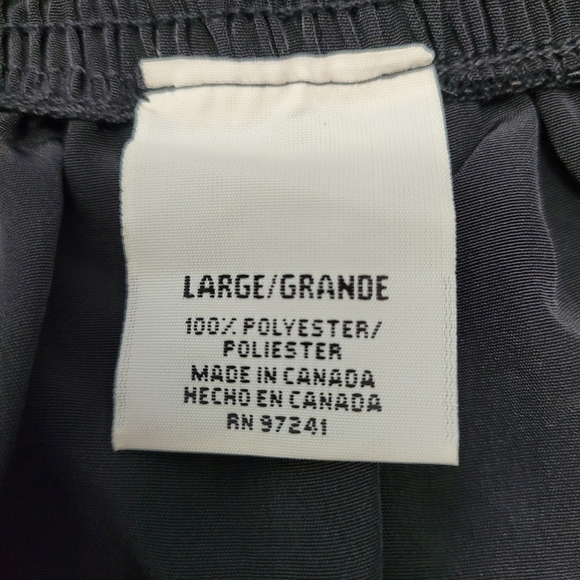 LARGE/GRANDE
100% POLYESTER/
POLIESTER
MADE IN CANADA
HECHO EN CANADA
RN 97241